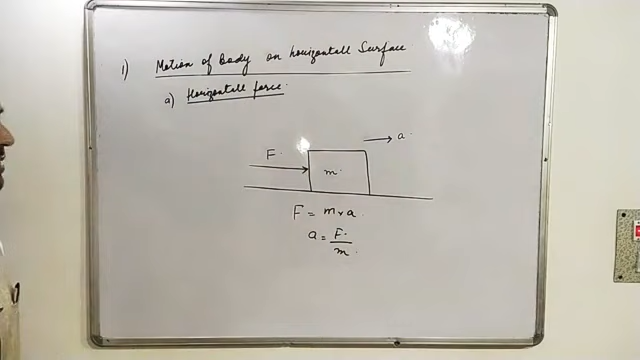 1) Motion of Body on horizontall Surface
a) Horizontall force.
→ a.
F.
m.
F = m×a.
a = F.
m.